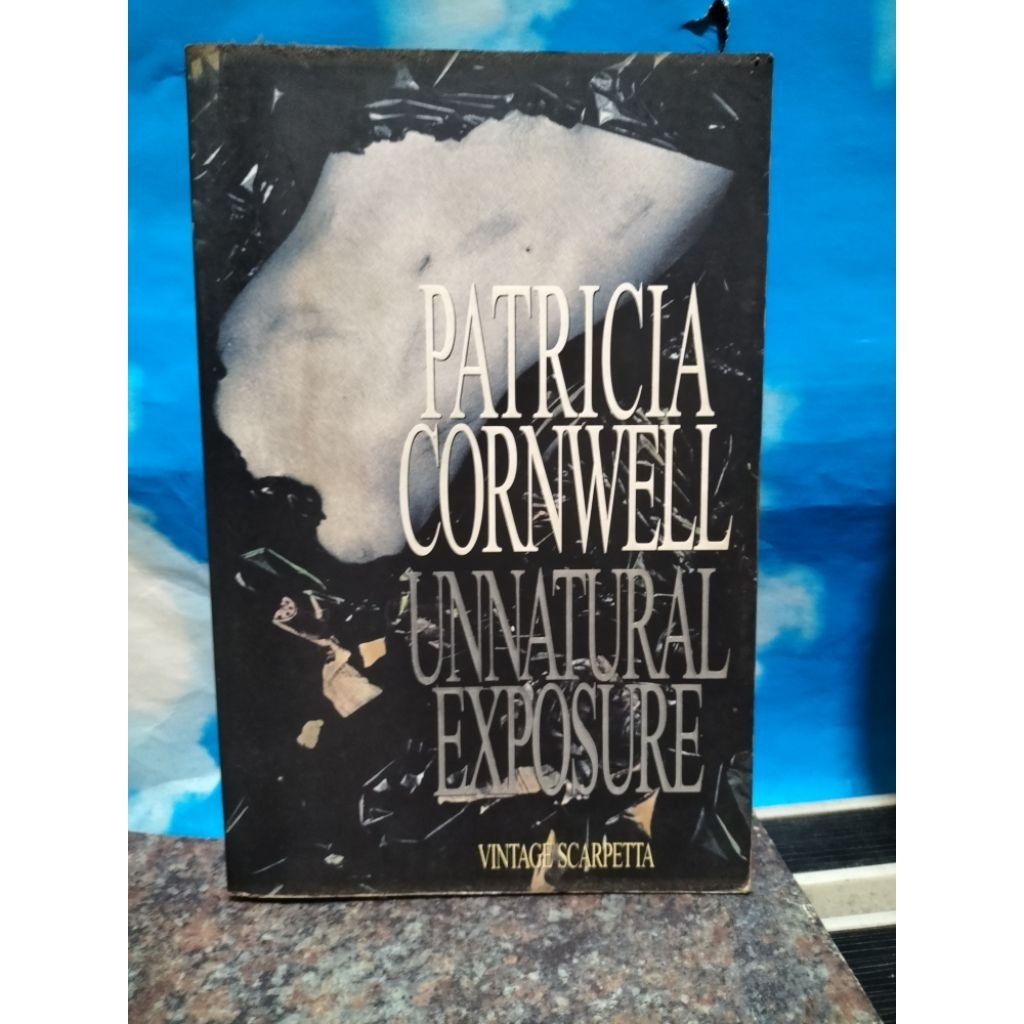 PATRICIA
CORNWELL
UNNATURAL
EXPOSURE
VINTAGE SCARPETTA